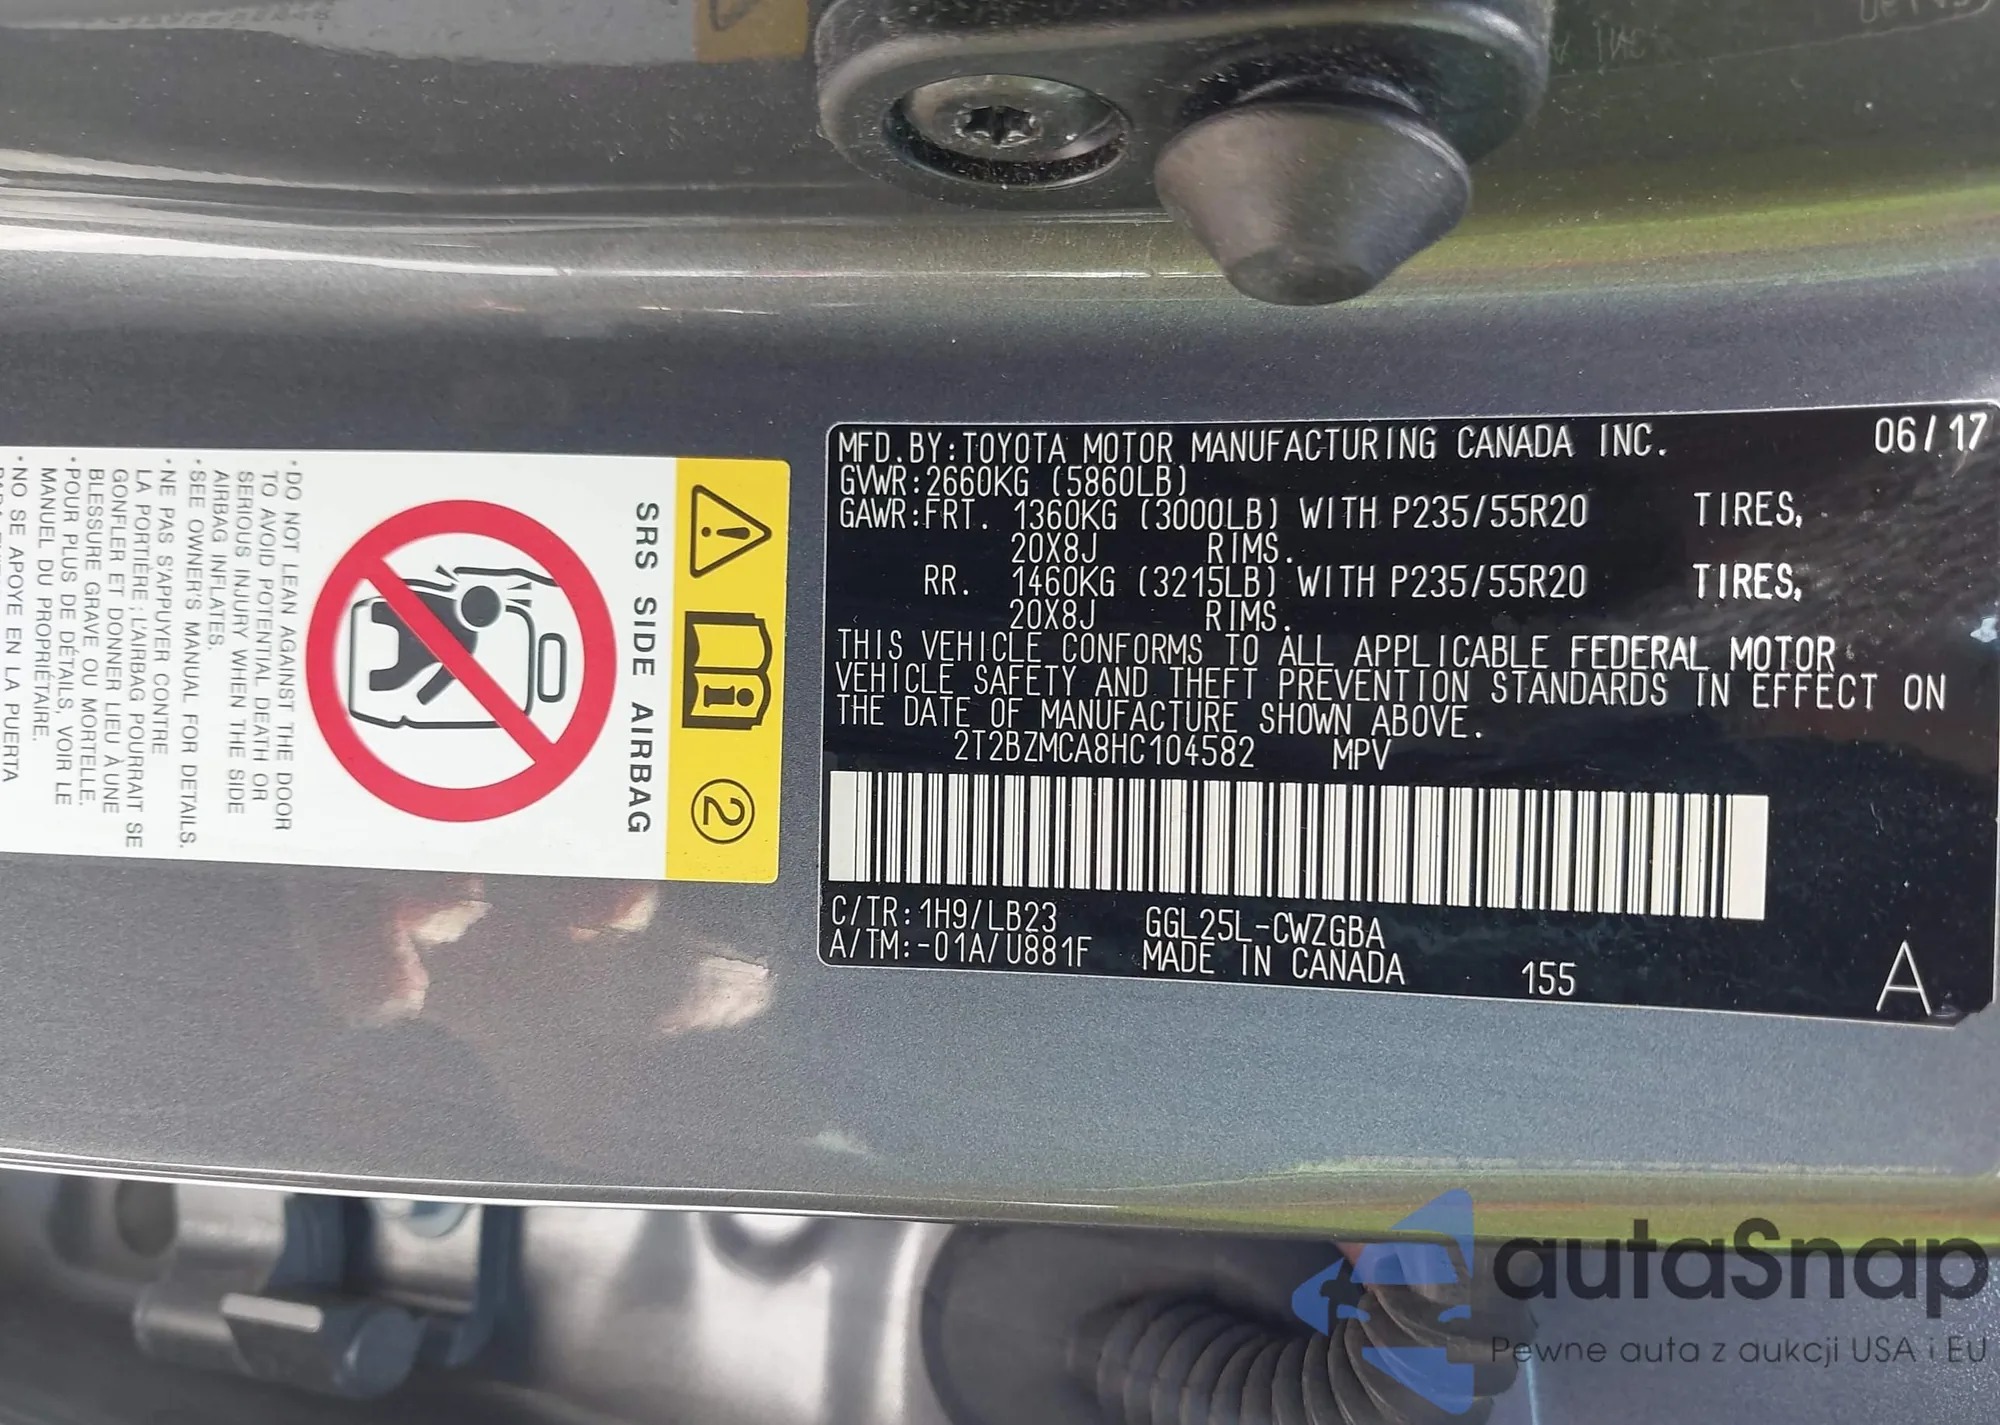 MFD.BY:TOYOTA MOTOR MANUFACTURING CANADA INC. 06/17
GVWR:2660KG (5860LB)
GAWR:FRT. 1360KG (3000LB) WITH P235/55R20 TIRES,
20X8J RIMS.
RR. 1460KG (3215LB) WITH P235/55R20 TIRES,
20X8J RIMS.
THIS VEHICLE CONFORMS TO ALL APPLICABLE FEDERAL MOTOR
VEHICLE SAFETY AND THEFT PREVENTION STANDARDS IN EFFECT ON
THE DATE OF MANUFACTURE SHOWN ABOVE.
2T2BZMCA8HC104582 MPV
C/TR:1H9/LB23 GGL25L-CWZGBA
A/TM:-01A/U881F MADE IN CANADA 155 A
2
SRS SIDE AIRBAG
•DO NOT LEAN AGAINST THE DOOR
TO AVOID POTENTIAL DEATH OR
SERIOUS INJURY WHEN THE SIDE
AIRBAG INFLATES.
•SEE OWNER'S MANUAL FOR DETAILS.
•NE PAS S'APPUYER CONTRE
LA PORTIÈRE ; L'AIRBAG POURRAIT SE
GONFLER ET DONNER LIEU À UNE
BLESSURE GRAVE OU MORTELLE.
•POUR PLUS DE DÉTAILS, VOIR LE
MANUEL DU PROPRIÉTAIRE.
•NO SE APOYE EN LA PUERTA
autaSnap
Pewne auta z aukcji USA i EU